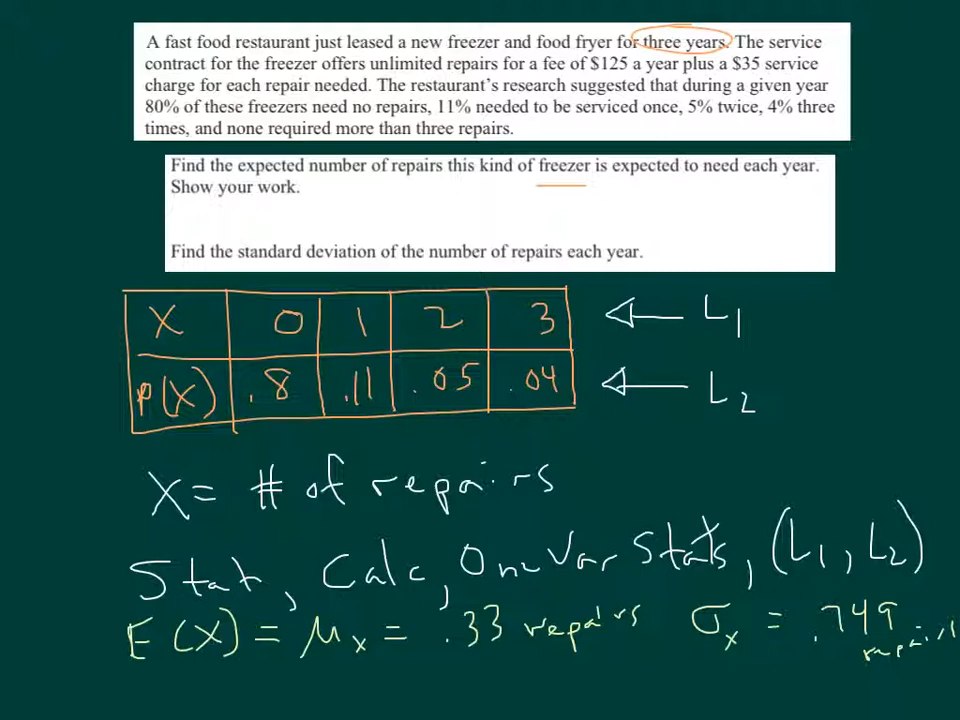 A fast food restaurant just leased a new freezer and food fryer for three years. The service
contract for the freezer offers unlimited repairs for a fee of $125 a year plus a $35 service
charge for each repair needed. The restaurant's research suggested that during a given year
80% of these freezers need no repairs, 11% needed to be serviced once, 5% twice, 4% three
times, and none required more than three repairs.
Find the expected number of repairs this kind of freezer is expected to need each year.
Show your work.
Find the standard deviation of the number of repairs each year.
X 0 1 2 3 L1
P(X) .8 .11 .05 .04 L2
X = # of repairs
Stat, Calc, One Var Stats, (L1, L2)
E(X) = μx = .33 repairs σx = .749 repairs